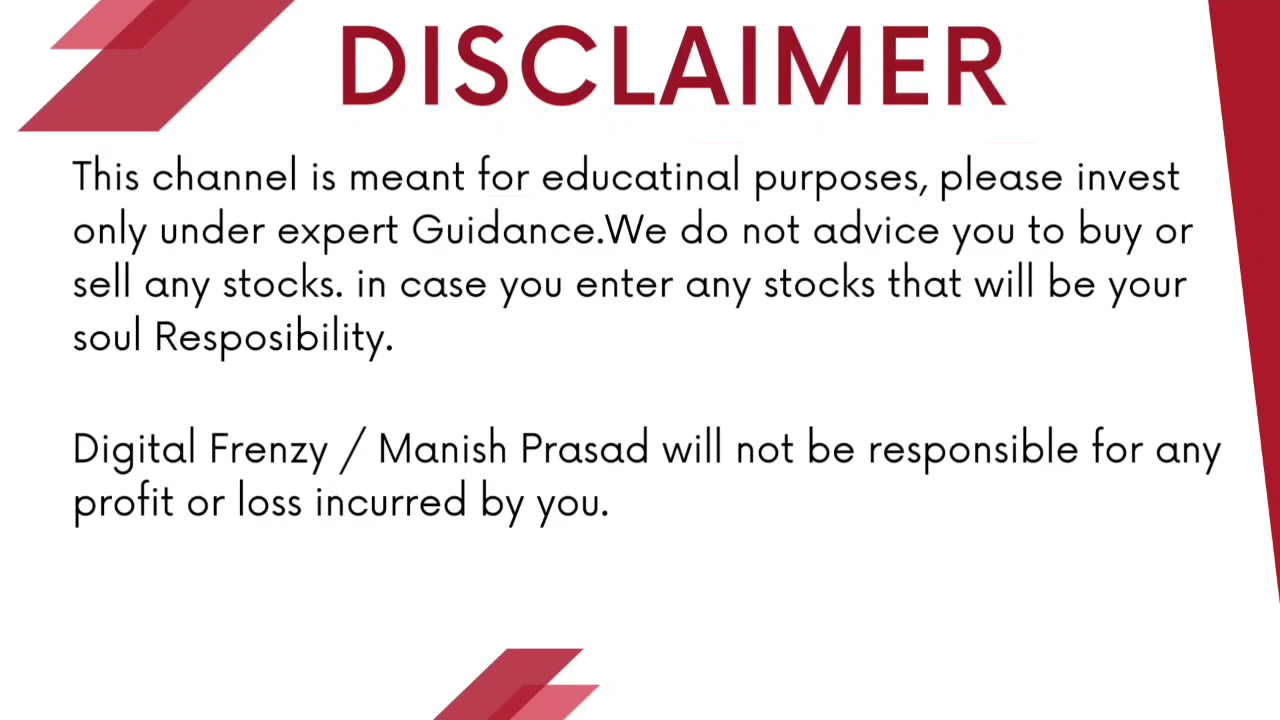 DISCLAIMER
This channel is meant for educatinal purposes, please invest
only under expert Guidance.We do not advice you to buy or
sell any stocks. in case you enter any stocks that will be your
soul Resposibility.
Digital Frenzy / Manish Prasad will not be responsible for any
profit or loss incurred by you.